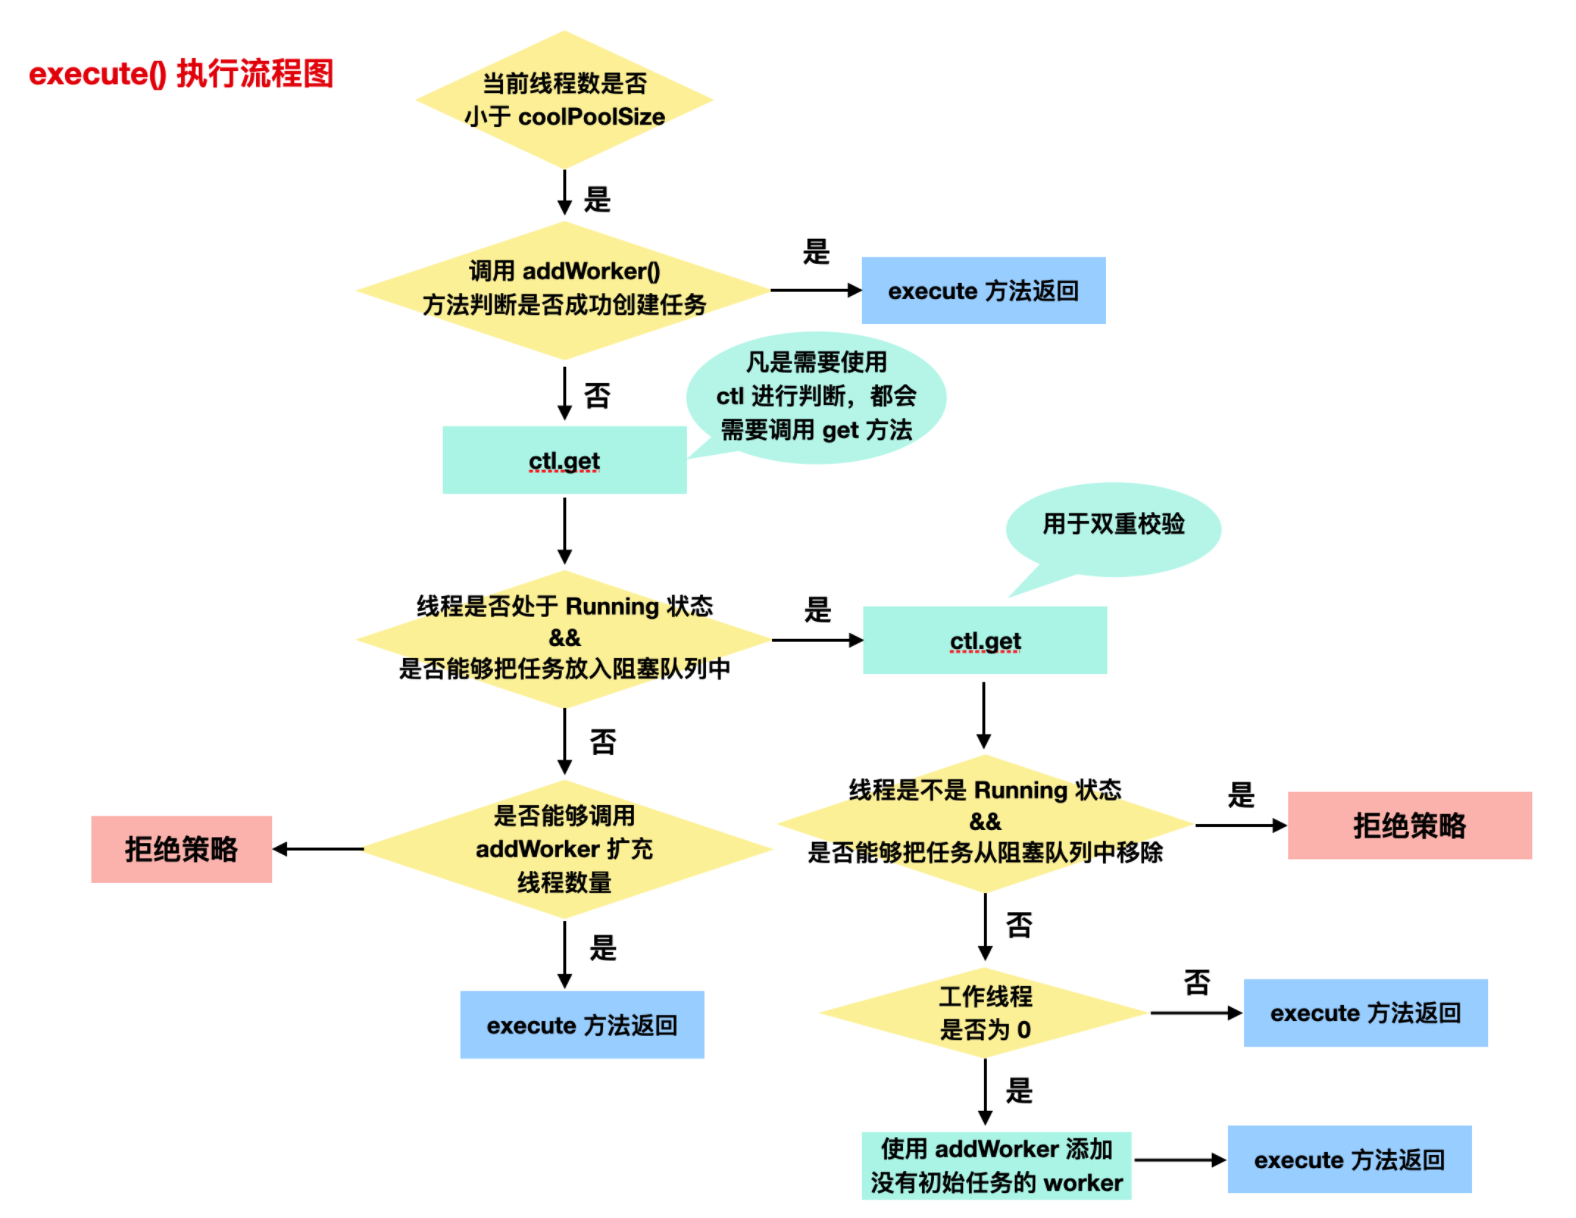 execute() 执行流程图
当前线程数是否
小于 coolPoolSize
是
调用 addWorker()
方法判断是否成功创建任务
是
execute 方法返回
否
凡是需要使用
ctl 进行判断，都会
需要调用 get 方法
ctl.get
用于双重校验
线程是否处于 Running 状态
&&
是否能够把任务放入阻塞队列中
是
ctl.get
否
线程是不是 Running 状态
&&
是否能够把任务从阻塞队列中移除
是
拒绝策略
是否能够调用
addWorker 扩充
线程数量
拒绝策略
是
execute 方法返回
否
工作线程
是否为 0
否
execute 方法返回
是
使用 addWorker 添加
没有初始任务的 worker
execute 方法返回